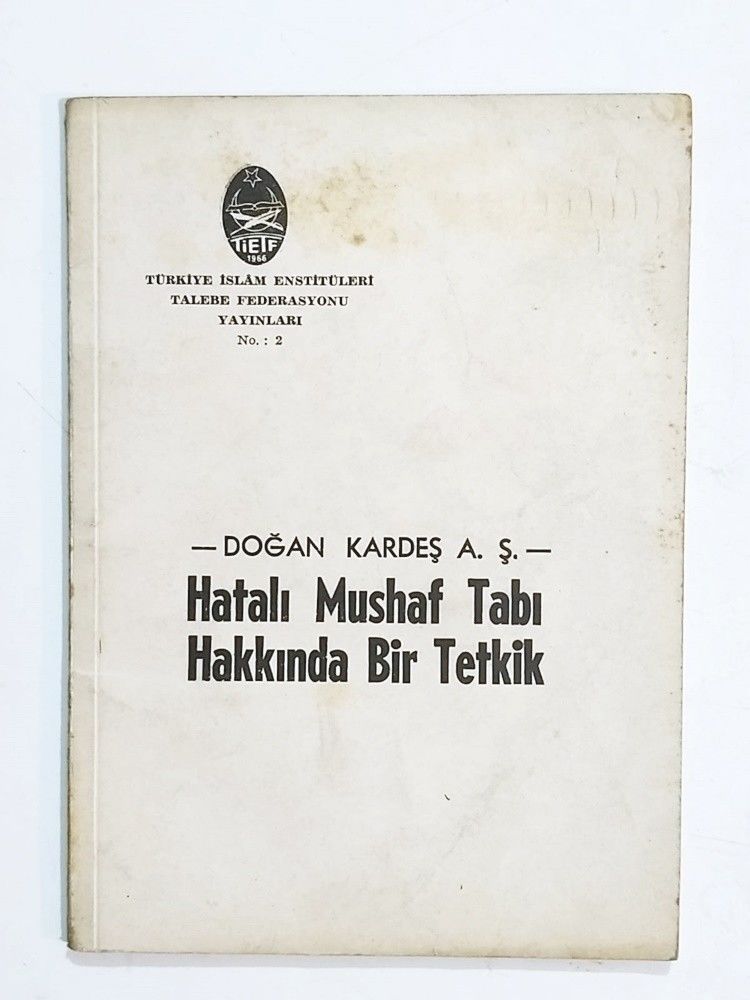 TİETF
1966
TÜRKİYE İSLÂM ENSTİTÜLERİ
TALEBE FEDERASYONU
YAYINLARI
No. : 2
— DOĞAN KARDEŞ A. Ş. —
Hatalı Mushaf Tabı
Hakkında Bir Tetkik